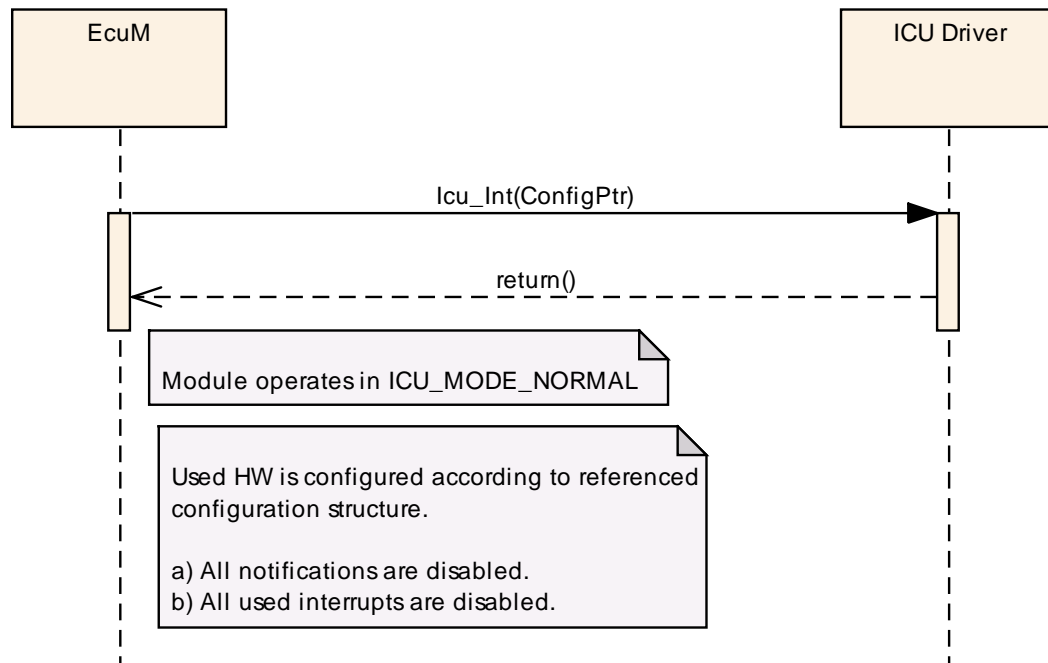 EcuM
ICU Driver
Icu_Int(ConfigPtr)
return()
Module operates in ICU_MODE_NORMAL
Used HW is configured according to referenced
configuration structure.
a) All notifications are disabled.
b) All used interrupts are disabled.